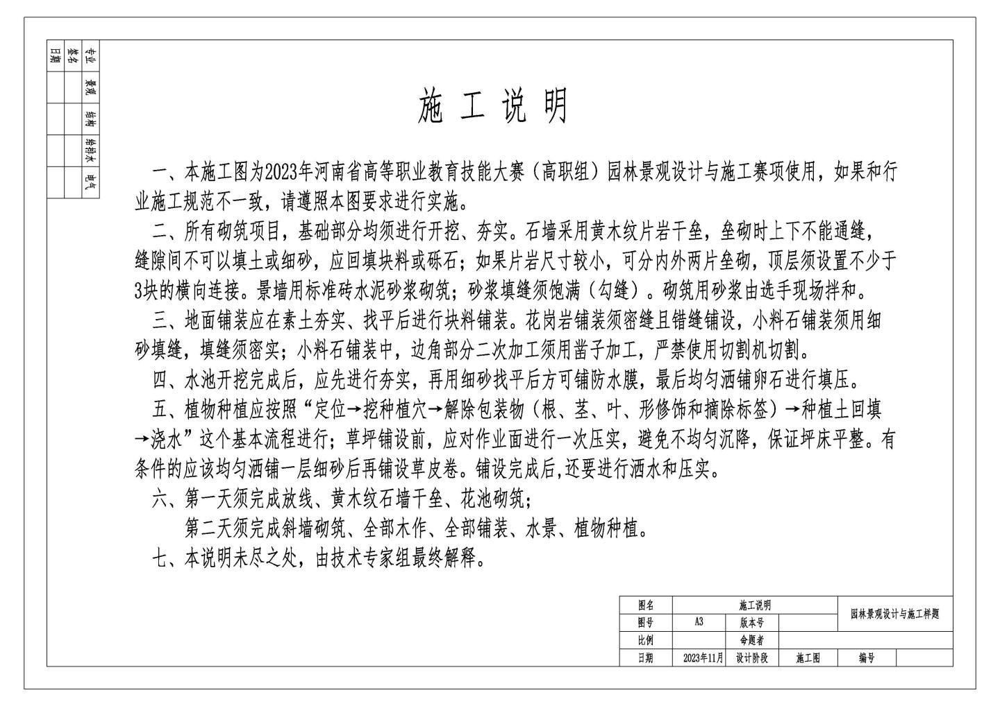 专业 签名 日期
景观
结构
给排水
电气
施工说明
一、本施工图为2023年河南省高等职业教育技能大赛（高职组）园林景观设计与施工赛项使用，如果和行
业施工规范不一致，请遵照本图要求进行实施。
二、所有砌筑项目，基础部分均须进行开挖、夯实。石墙采用黄木纹片岩干垒，垒砌时上下不能通缝，
缝隙间不可以填土或细砂，应回填块料或砾石；如果片岩尺寸较小，可分内外两片垒砌，顶层须设置不少于
3块的横向连接。景墙用标准砖水泥砂浆砌筑；砂浆填缝须饱满（勾缝）。砌筑用砂浆由选手现场拌和。
三、地面铺装应在素土夯实、找平后进行块料铺装。花岗岩铺装须密缝且错缝铺设，小料石铺装须用细
砂填缝，填缝须密实；小料石铺装中，边角部分二次加工须用凿子加工，严禁使用切割机切割。
四、水池开挖完成后，应先进行夯实，再用细砂找平后方可铺防水膜，最后均匀洒铺卵石进行填压。
五、植物种植应按照“定位→挖种植穴→解除包装物（根、茎、叶、形修饰和摘除标签）→种植土回填
→浇水”这个基本流程进行；草坪铺设前，应对作业面进行一次压实，避免不均匀沉降，保证坪床平整。有
条件的应该均匀洒铺一层细砂后再铺设草皮卷。铺设完成后,还要进行洒水和压实。
六、第一天须完成放线、黄木纹石墙干垒、花池砌筑；
第二天须完成斜墙砌筑、全部木作、全部铺装、水景、植物种植。
七、本说明未尽之处，由技术专家组最终解释。
图名 施工说明 园林景观设计与施工样题
图号 A3 版本号
比例 命题者
日期 2023年11月 设计阶段 施工图 编号